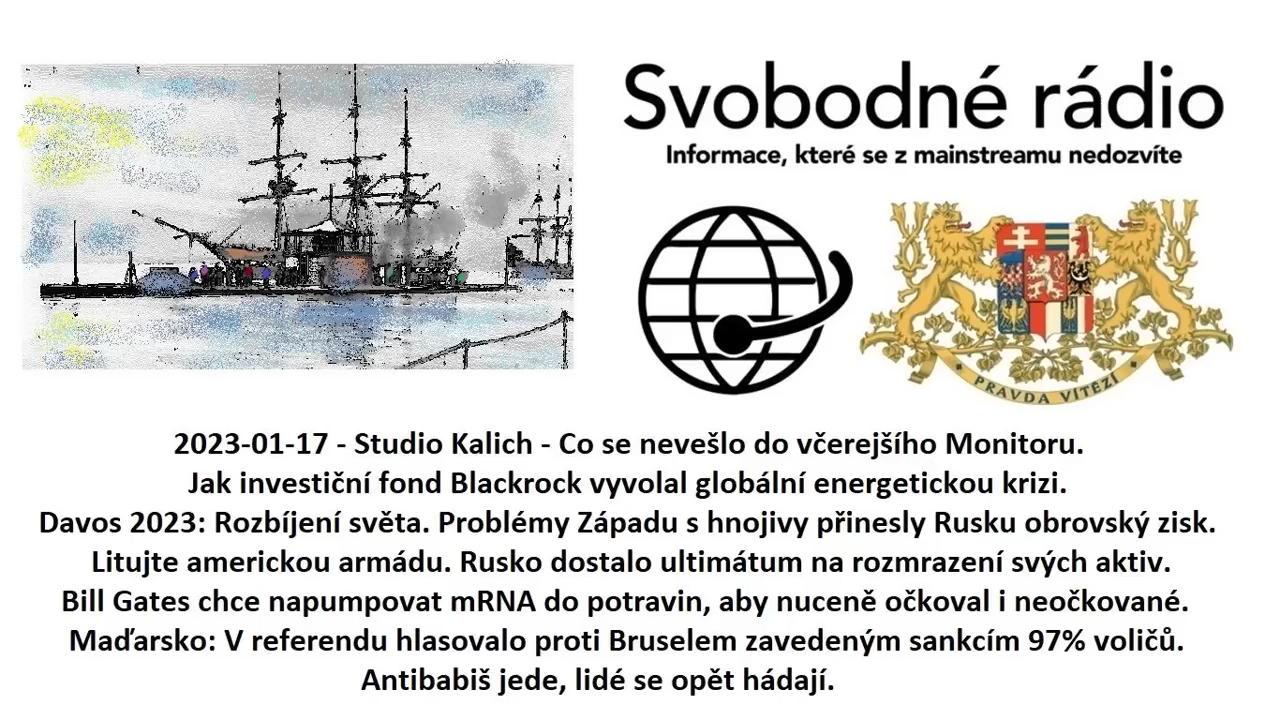 Svobodné rádio
Informace, které se z mainstreamu nedozvíte
PRAVDA VÍTĚZÍ
2023-01-17 - Studio Kalich - Co se nevešlo do včerejšího Monitoru.
Jak investiční fond Blackrock vyvolal globální energetickou krizi.
Davos 2023: Rozbíjení světa. Problémy Západu s hnojivy přinesly Rusku obrovský zisk.
Litujte americkou armádu. Rusko dostalo ultimátum na rozmrazení svých aktiv.
Bill Gates chce napumpovat mRNA do potravin, aby nuceně očkoval i neočkované.
Maďarsko: V referendu hlasovalo proti Bruselem zavedeným sankcím 97% voličů.
Antibabiš jede, lidé se opět hádají.